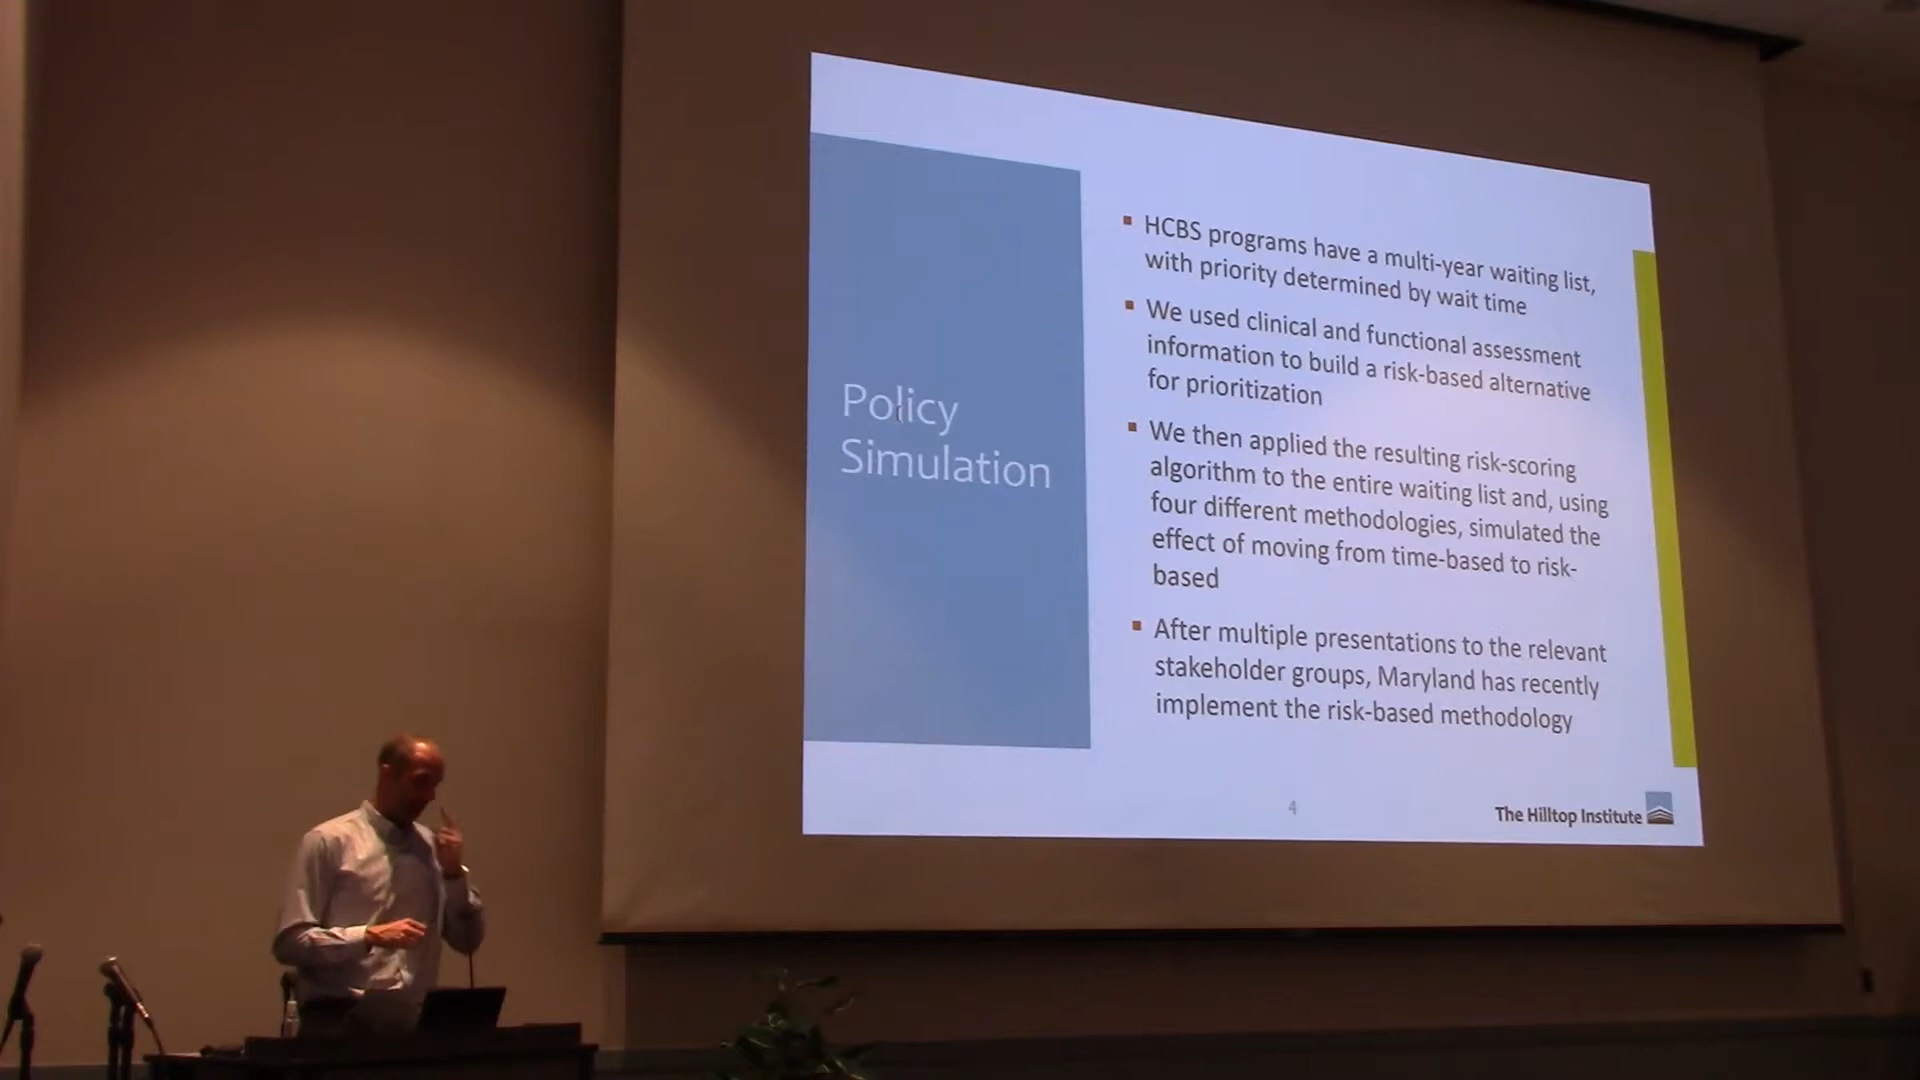 Policy
Simulation
HCBS programs have a multi-year waiting list,
with priority determined by wait time
We used clinical and functional assessment
information to build a risk-based alternative
for prioritization
We then applied the resulting risk-scoring
algorithm to the entire waiting list and, using
four different methodologies, simulated the
effect of moving from time-based to risk-
based
After multiple presentations to the relevant
stakeholder groups, Maryland has recently
implement the risk-based methodology
4
The Hilltop Institute